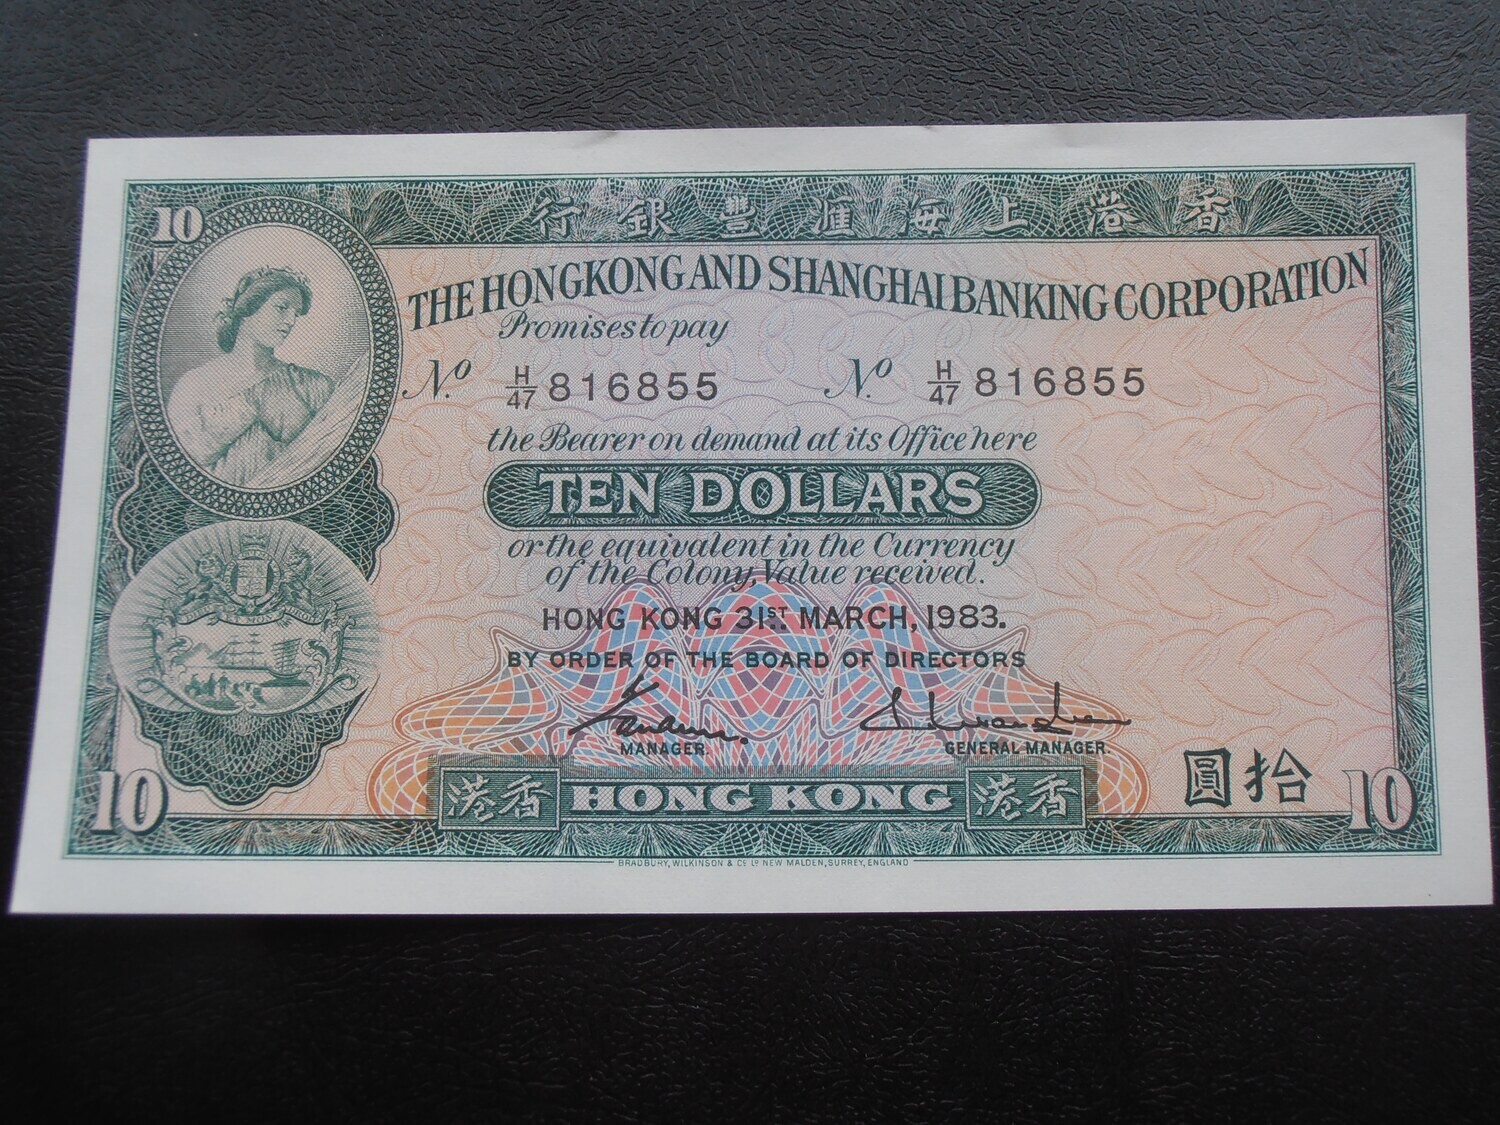 行銀豐滙海上港香
10
THE HONGKONG AND SHANGHAI BANKING CORPORATION
Promises to pay
No. H/47 816855 No. H/47 816855
the Bearer on demand at its Office here
TEN DOLLARS
or the equivalent in the Currency
of the Colony, Value received.
HONG KONG 31ST MARCH, 1983.
BY ORDER OF THE BOARD OF DIRECTORS
MANAGER. GENERAL MANAGER.
圓拾
10 港香 HONG KONG 港香 10
BRADBURY, WILKINSON & Co. Ld. NEW MALDEN, SURREY, ENGLAND